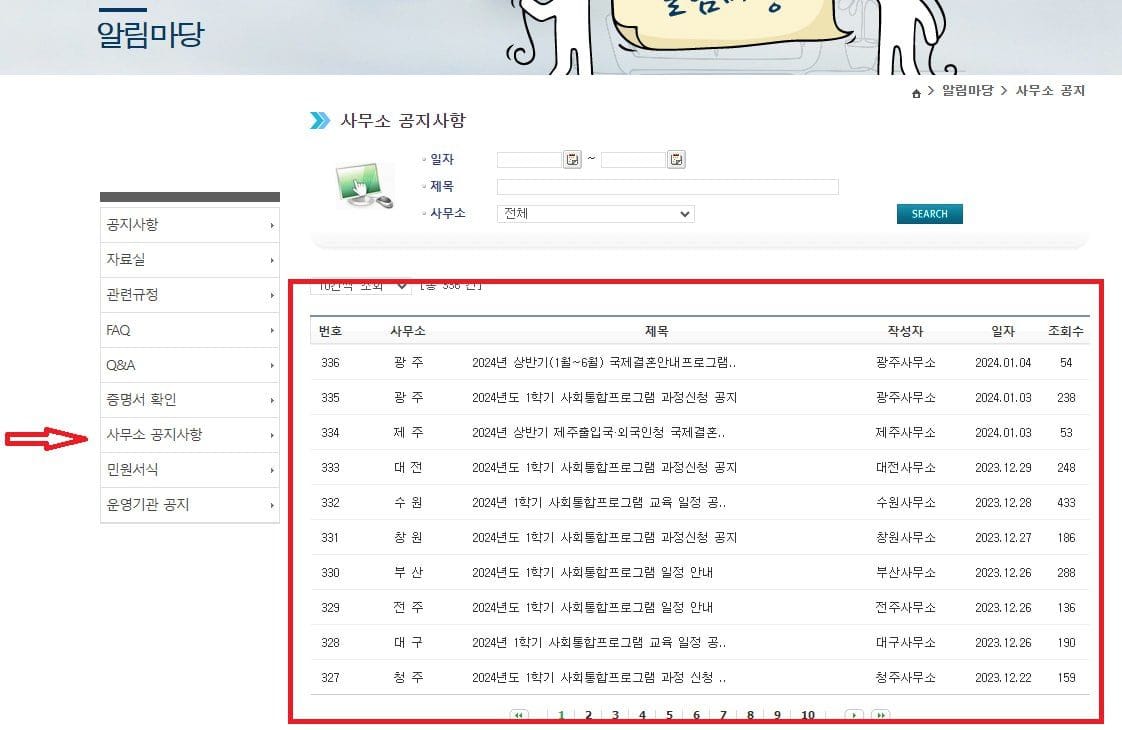 알림마당
알림마당
> 알림마당 > 사무소 공지
사무소 공지사항
일자 ~
제목
사무소 전체
SEARCH
공지사항
자료실
관련규정
FAQ
Q&A
증명서 확인
사무소 공지사항
민원서식
운영기관 공지
10건씩 조회 [총 336 건]
번호 사무소 제목 작성자 일자 조회수
336 광 주 2024년 상반기(1월~6월) 국제결혼안내프로그램.. 광주사무소 2024.01.04 54
335 광 주 2024년도 1학기 사회통합프로그램 과정신청 공지 광주사무소 2024.01.03 238
334 제 주 2024년 상반기 제주출입국·외국인청 국제결혼.. 제주사무소 2024.01.03 53
333 대 전 2024년도 1학기 사회통합프로그램 과정신청 공지 대전사무소 2023.12.29 248
332 수 원 2024년 1학기 사회통합프로그램 교육 일정 공.. 수원사무소 2023.12.28 433
331 창 원 2024년도 1학기 사회통합프로그램 과정신청 공지 창원사무소 2023.12.27 186
330 부 산 2024년도 1학기 사회통합프로그램 일정 안내 부산사무소 2023.12.26 288
329 전 주 2024년도 1학기 사회통합프로그램 일정 안내 전주사무소 2023.12.26 136
328 대 구 2024년 1학기 사회통합프로그램 교육 일정 공.. 대구사무소 2023.12.26 190
327 청 주 2024년도 1학기 사회통합프로그램 과정 신청 .. 청주사무소 2023.12.22 159
1 2 3 4 5 6 7 8 9 10